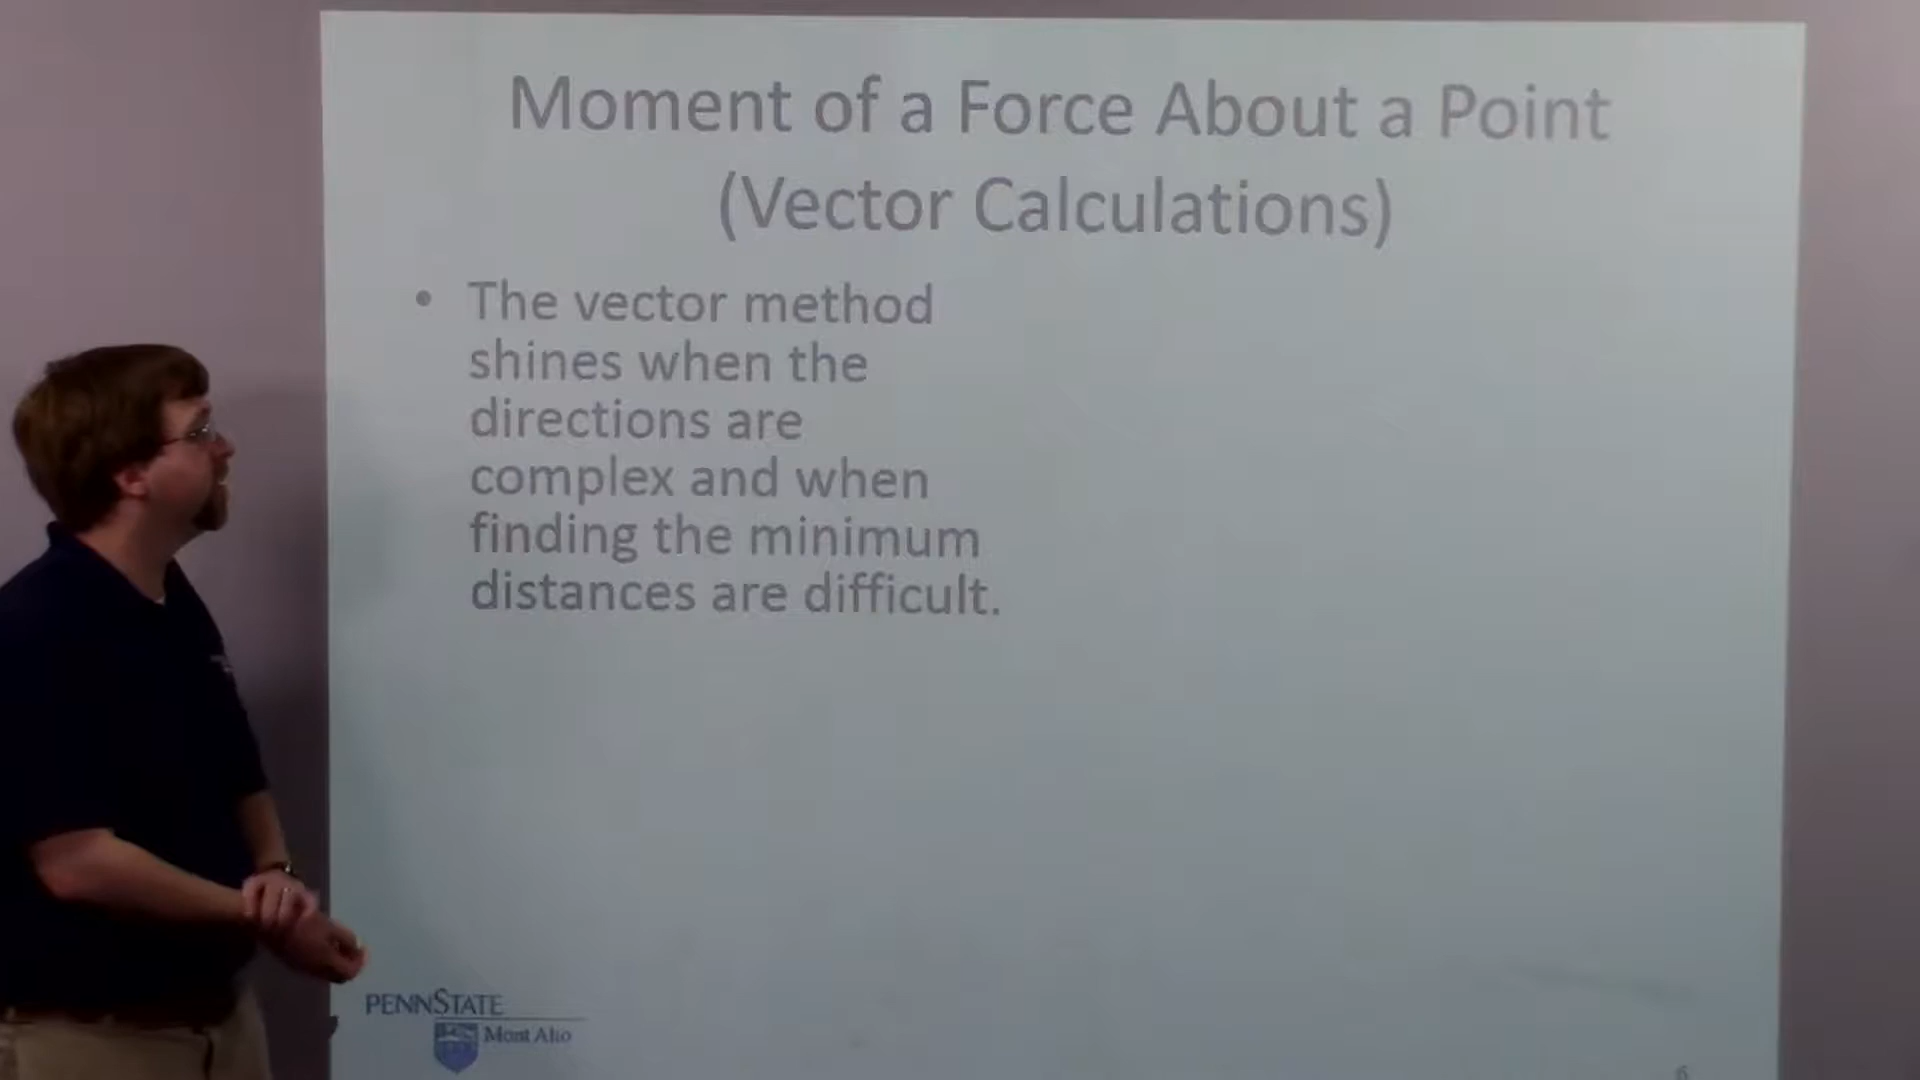 Moment of a Force About a Point
(Vector Calculations)
• The vector method
shines when the
directions are
complex and when
finding the minimum
distances are difficult.
PENNSTATE
Mont Alto
6